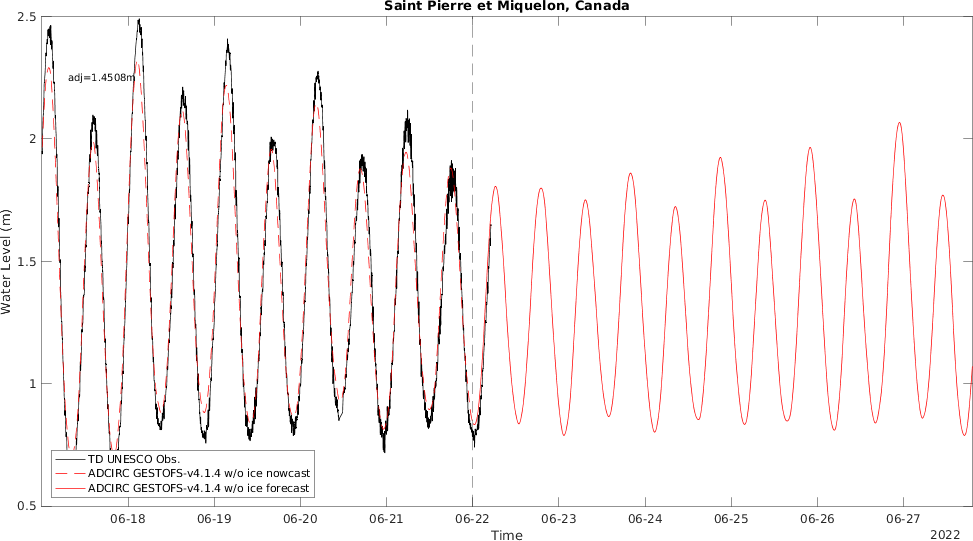 Saint Pierre et Miquelon, Canada
2.5
adj=1.4508m
2
1.5
1
0.5
Water Level (m)
TD UNESCO Obs.
ADCIRC GESTOFS-v4.1.4 w/o ice nowcast
ADCIRC GESTOFS-v4.1.4 w/o ice forecast
06-18 06-19 06-20 06-21 06-22 06-23 06-24 06-25 06-26 06-27
Time
2022